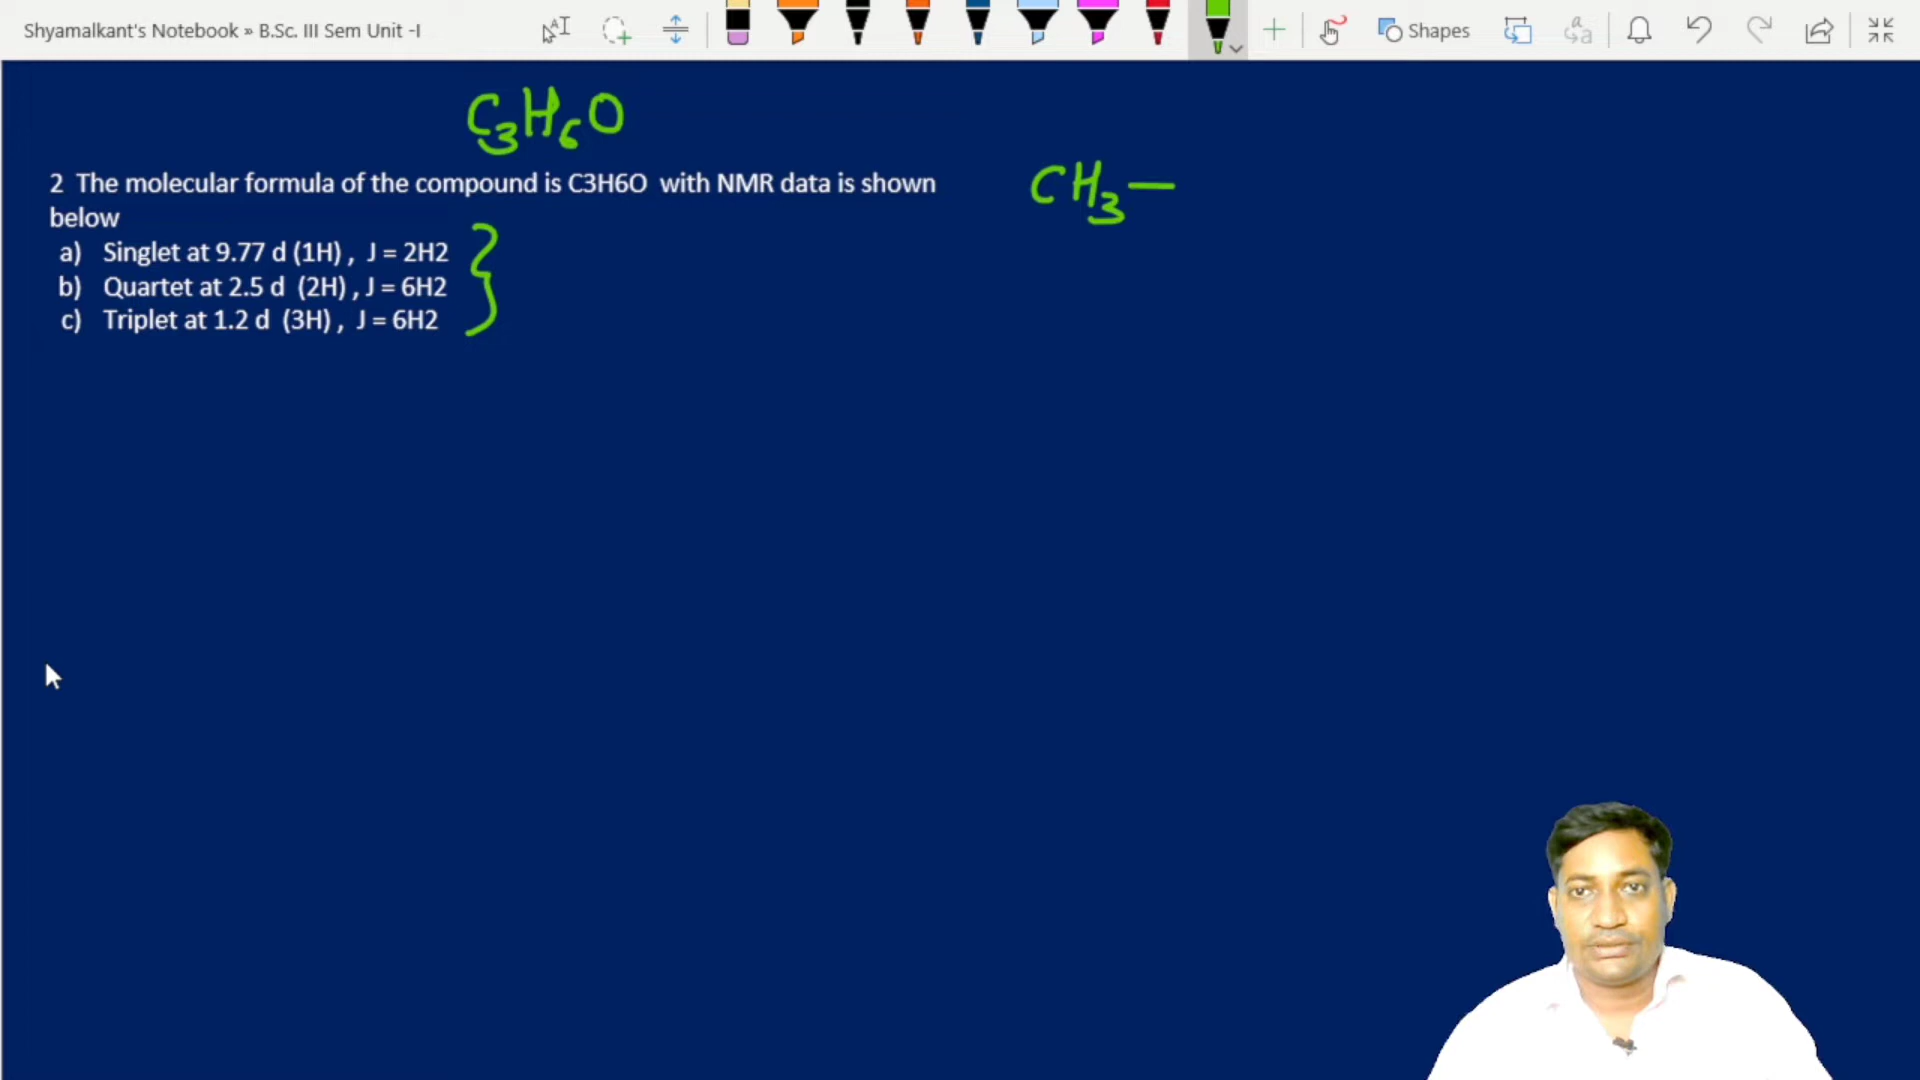 Shyamalkant's Notebook » B.Sc. III Sem Unit -I
Shapes
C3H6O
2 The molecular formula of the compound is C3H6O with NMR data is shown
below
CH3—
a) Singlet at 9.77 d (1H) , J = 2H2
b) Quartet at 2.5 d (2H) , J = 6H2
c) Triplet at 1.2 d (3H) , J = 6H2